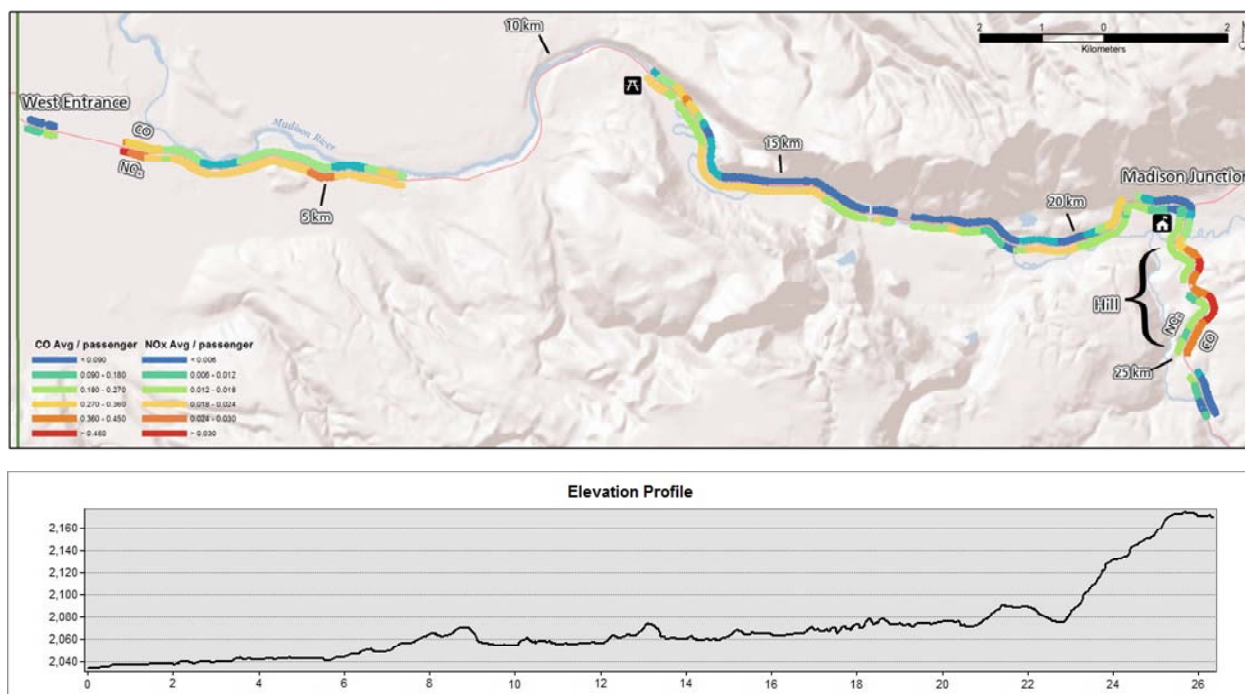 10 km
2 1 0 2
Kilometers
West Entrance
CO
Madison River
NOx
5 km
15 km
Madison Junction
20 km
Hill
NOx
CO
25 km
CO Avg / passenger NOx Avg / passenger
< 0.090 < 0.006
0.090 - 0.180 0.006 - 0.012
0.180 - 0.270 0.012 - 0.018
0.270 - 0.360 0.018 - 0.024
0.360 - 0.450 0.024 - 0.030
> 0.450 > 0.030
Elevation Profile
2,160
2,140
2,120
2,100
2,080
2,060
2,040
0 2 4 6 8 10 12 14 16 18 20 22 24 26